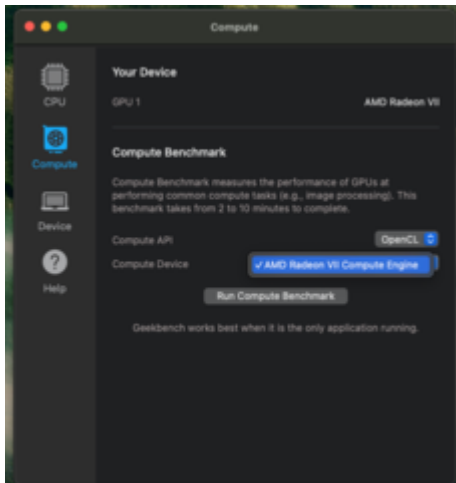 Compute
CPU
Compute
Device
Help
Your Device
GPU 1 AMD Radeon VII
Compute Benchmark
Compute Benchmark measures the performance of GPUs at
performing common compute tasks (e.g., image processing). This
benchmark takes from 2 to 10 minutes to complete.
Compute API OpenCL
Compute Device ✓ AMD Radeon VII Compute Engine
Run Compute Benchmark
Geekbench works best when it is the only application running.